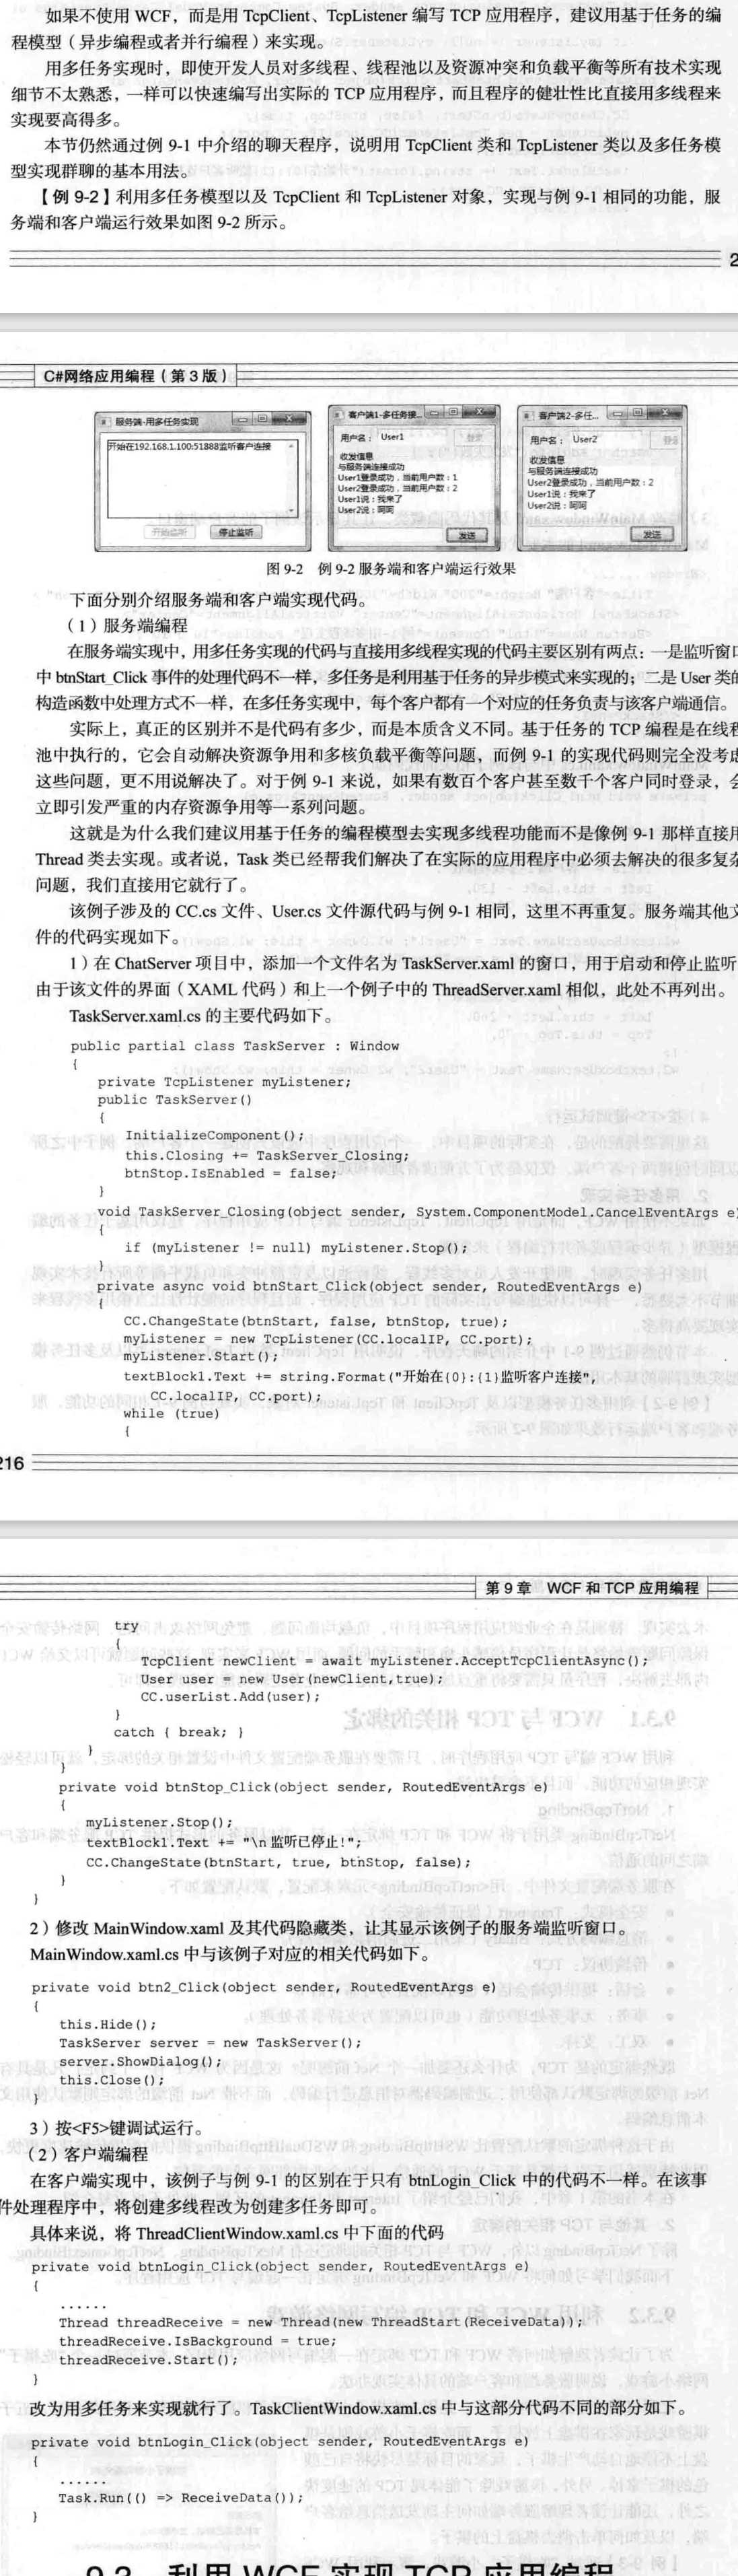 如果不使用 WCF，而是用 TcpClient、TcpListener 编写 TCP 应用程序，建议用基于任务的编
程模型（异步编程或者并行编程）来实现。
用多任务实现时，即使开发人员对多线程、线程池以及资源冲突和负载平衡等所有技术实现
细节不太熟悉，一样可以快速编写出实际的 TCP 应用程序，而且程序的健壮性比直接用多线程来
实现要高得多。
本节仍然通过例 9-1 中介绍的聊天程序，说明用 TcpClient 类和 TcpListener 类以及多任务模
型实现群聊的基本用法。
【例 9-2】利用多任务模型以及 TcpClient 和 TcpListener 对象，实现与例 9-1 相同的功能，服
务端和客户端运行效果如图 9-2 所示。
2
C#网络应用编程（第 3 版）
服务端-用多任务实现
开始在192.168.1.100:51888监听客户连接
开始监听 停止监听
客户端1-多任务接...
用户名： User1 登录
收发信息
与服务端连接成功
User1登录成功，当前用户数：1
User2登录成功，当前用户数：2
User1说：我来了
User2说：呵呵
发送
客户端2-多任...
用户名： User2
收发信息
与服务端连接成功
User2登录成功，当前用户数：2
User1说：我来了
User2说：呵呵
发送
图 9-2 例 9-2 服务端和客户端运行效果
下面分别介绍服务端和客户端实现代码。
（1）服务端编程
在服务端实现中，用多任务实现的代码与直接用多线程实现的代码主要区别有两点：一是监听窗口
中 btnStart_Click 事件的处理代码不一样，多任务是利用基于任务的异步模式来实现的；二是 User 类的
构造函数中处理方式不一样，在多任务实现中，每个客户都有一个对应的任务负责与该客户端通信。
实际上，真正的区别并不是代码有多少，而是本质含义不同。基于任务的 TCP 编程是在线程
池中执行的，它会自动解决资源争用和多核负载平衡等问题，而例 9-1 的实现代码则完全没考虑
这些问题，更不用说解决了。对于例 9-1 来说，如果有数百个客户甚至数千个客户同时登录，会
立即引发严重的内存资源争用等一系列问题。
这就是为什么我们建议用基于任务的编程模型去实现多线程功能而不是像例 9-1 那样直接用
Thread 类去实现。或者说，Task 类已经帮我们解决了在实际的应用程序中必须去解决的很多复杂
问题，我们直接用它就行了。
该例子涉及的 CC.cs 文件、User.cs 文件源代码与例 9-1 相同，这里不再重复。服务端其他文
件的代码实现如下。
1）在 ChatServer 项目中，添加一个文件名为 TaskServer.xaml 的窗口，用于启动和停止监听
由于该文件的界面（XAML 代码）和上一个例子中的 ThreadServer.xaml 相似，此处不再列出。
TaskServer.xaml.cs 的主要代码如下。
public partial class TaskServer : Window
{
private TcpListener myListener;
public TaskServer()
{
InitializeComponent();
this.Closing += TaskServer_Closing;
btnStop.IsEnabled = false;
}
void TaskServer_Closing(object sender, System.ComponentModel.CancelEventArgs e)
{
if (myListener != null) myListener.Stop();
}
private async void btnStart_Click(object sender, RoutedEventArgs e)
{
CC.ChangeState(btnStart, false, btnStop, true);
myListener = new TcpListener(CC.localIP, CC.port);
myListener.Start();
textBlock1.Text += string.Format("开始在{0}:{1}监听客户连接",
CC.localIP, CC.port);
while (true)
{
216
第 9 章 WCF 和 TCP 应用编程
try
{
TcpClient newClient = await myListener.AcceptTcpClientAsync();
User user = new User(newClient,true);
CC.userList.Add(user);
}
catch { break; }
}
}
private void btnStop_Click(object sender, RoutedEventArgs e)
{
myListener.Stop();
textBlock1.Text += "\n 监听已停止!";
CC.ChangeState(btnStart, true, btnStop, false);
}
}
2）修改 MainWindow.xaml 及其代码隐藏类，让其显示该例子的服务端监听窗口。
MainWindow.xaml.cs 中与该例子对应的相关代码如下。
private void btn2_Click(object sender, RoutedEventArgs e)
{
this.Hide();
TaskServer server = new TaskServer();
server.ShowDialog();
this.Close();
}
3）按<F5>键调试运行。
（2）客户端编程
在客户端实现中，该例子与例 9-1 的区别在于只有 btnLogin_Click 中的代码不一样。在该事
件处理程序中，将创建多线程改为创建多任务即可。
具体来说，将 ThreadClientWindow.xaml.cs 中下面的代码
private void btnLogin_Click(object sender, RoutedEventArgs e)
{
......
Thread threadReceive = new Thread(new ThreadStart(ReceiveData));
threadReceive.IsBackground = true;
threadReceive.Start();
}
改为用多任务来实现就行了。TaskClientWindow.xaml.cs 中与这部分代码不同的部分如下。
private void btnLogin_Click(object sender, RoutedEventArgs e)
{
......
Task.Run(() => ReceiveData());
}
9.3 利用 WCF 实现 TCP 应用编程